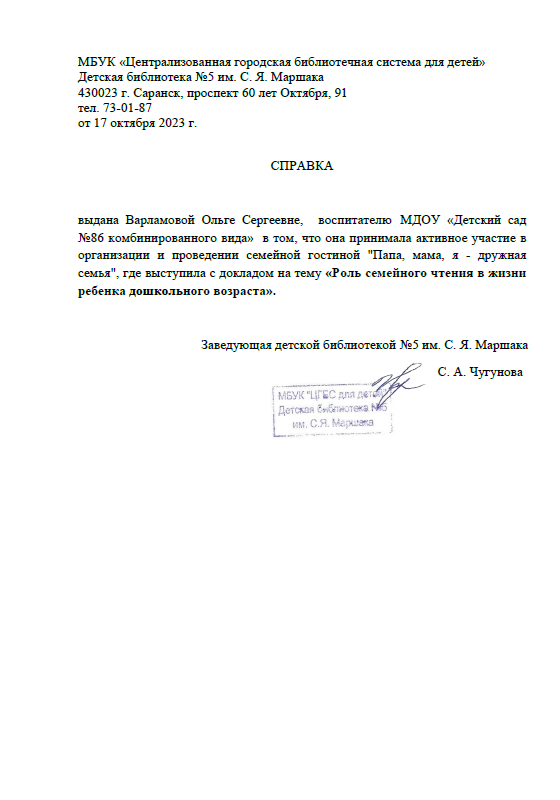 МБУК «Централизованная городская библиотечная система для детей»
Детская библиотека №5 им. С. Я. Маршака
430023 г. Саранск, проспект 60 лет Октября, 91
тел. 73-01-87
от 17 октября 2023 г.
СПРАВКА
выдана Варламовой Ольге Сергеевне, воспитателю МДОУ «Детский сад
№86 комбинированного вида» в том, что она принимала активное участие в
организации и проведении семейной гостиной "Папа, мама, я - дружная
семья", где выступила с докладом на тему «Роль семейного чтения в жизни
ребенка дошкольного возраста».
Заведующая детской библиотекой №5 им. С. Я. Маршака
С. А. Чугунова
МБУК "ЦГБС для детей"
Детская библиотека №5
им. С.Я. Маршака